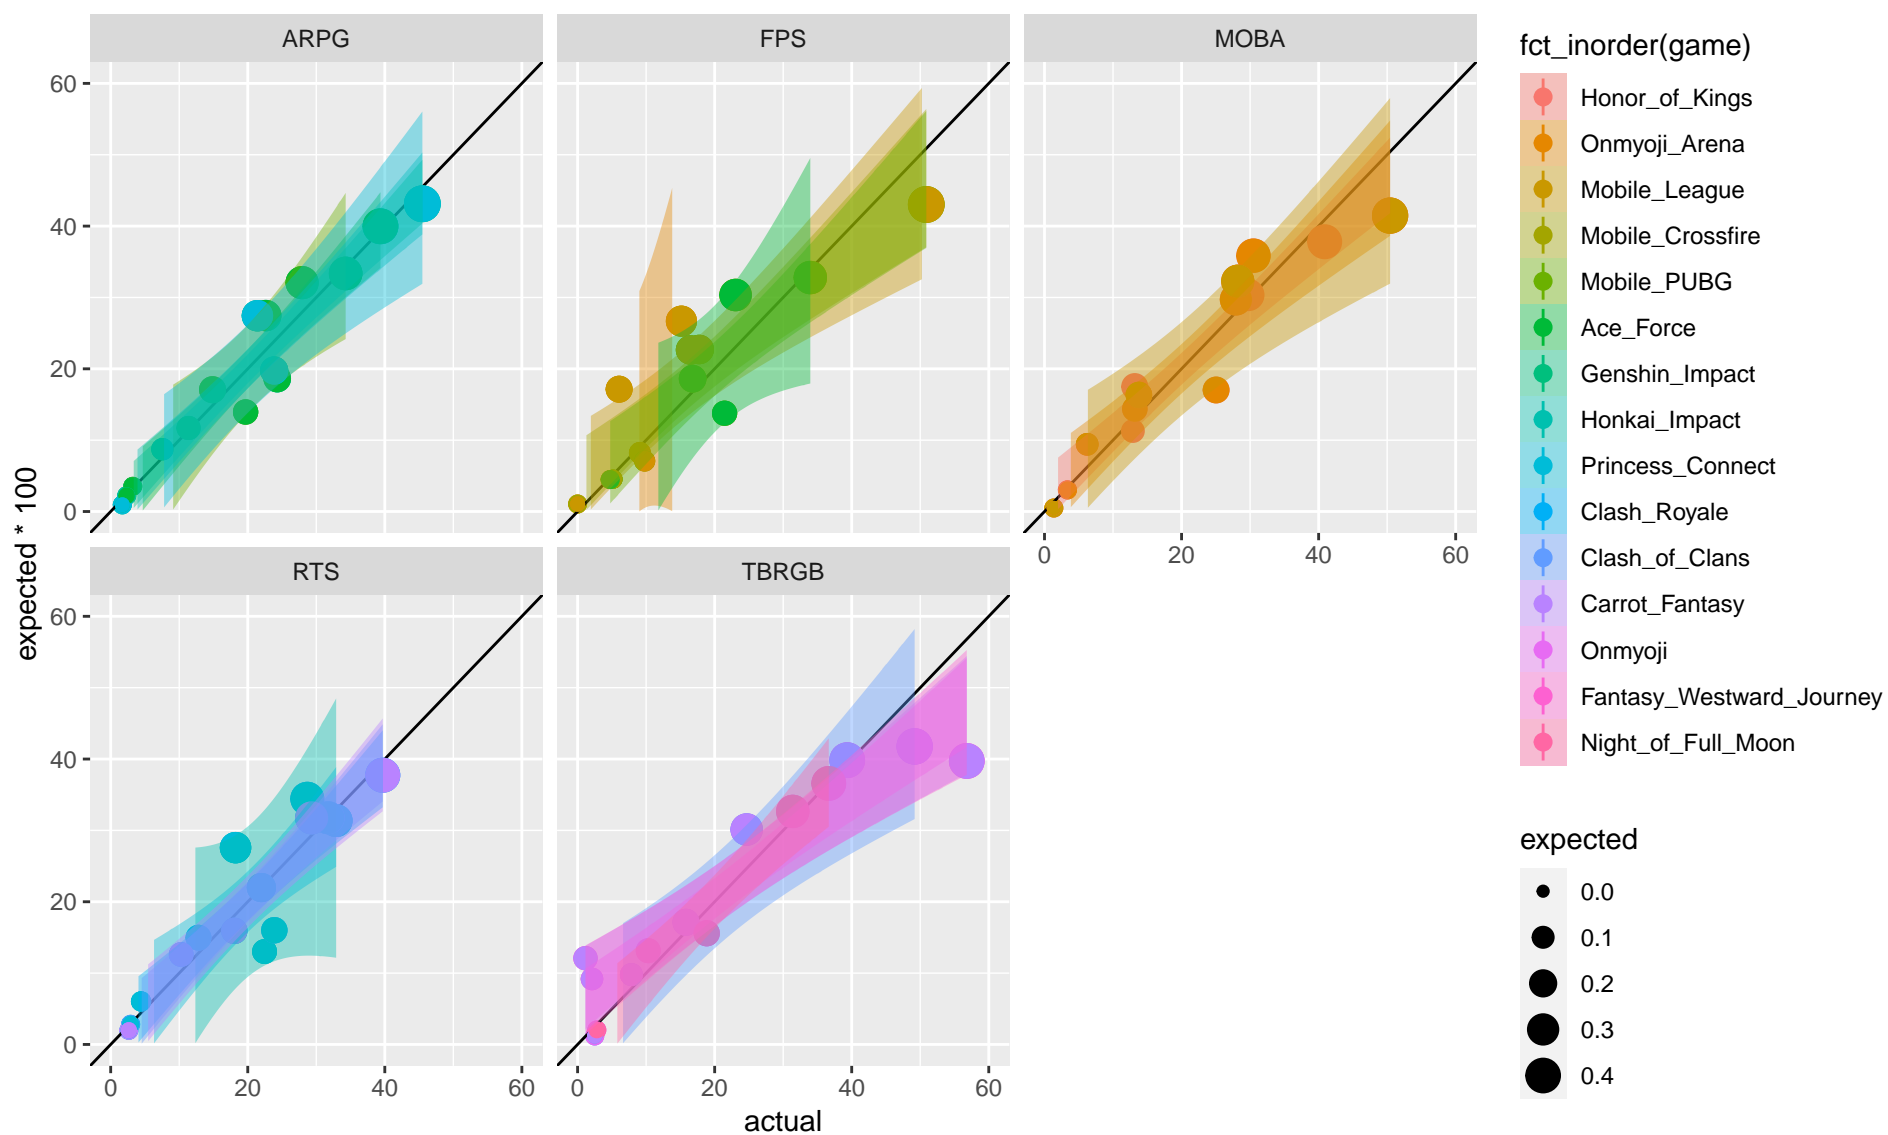 ARPG
FPS
MOBA
60
40
20
0
0
20
40
60
RTS
TBRGB
60
40
20
0
0
20
40
60
0
20
40
60
expected * 100
actual
fct_inorder(game)
Honor_of_Kings
Onmyoji_Arena
Mobile_League
Mobile_Crossfire
Mobile_PUBG
Ace_Force
Genshin_Impact
Honkai_Impact
Princess_Connect
Clash_Royale
Clash_of_Clans
Carrot_Fantasy
Onmyoji
Fantasy_Westward_Journey
Night_of_Full_Moon
expected
0.0
0.1
0.2
0.3
0.4